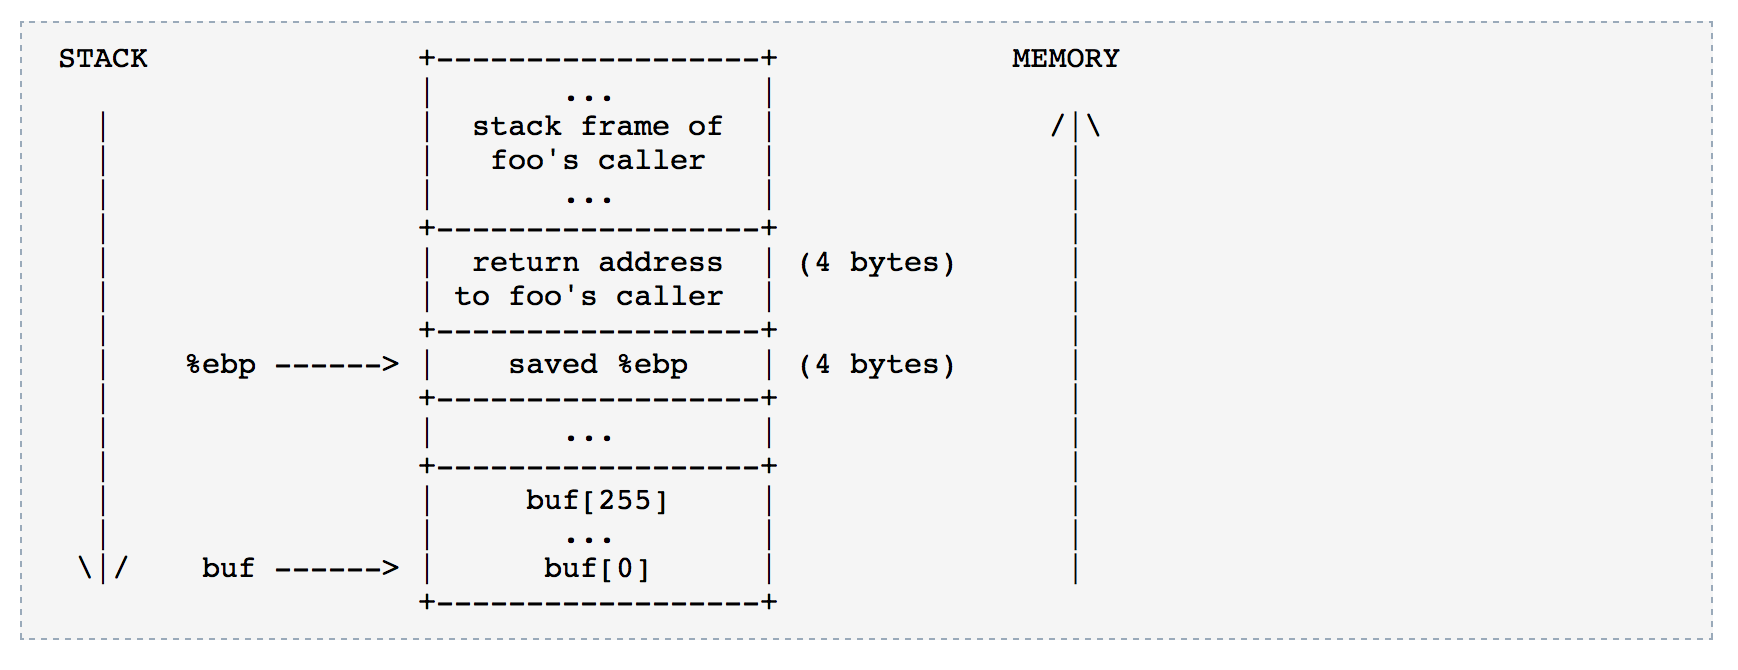 STACK +------------------+ MEMORY
| ... |
| | stack frame of | /|\
| | foo's caller | |
| | ... | |
| +------------------+ |
| | return address | (4 bytes) |
| | to foo's caller | |
| +------------------+ |
| %ebp ------> | saved %ebp | (4 bytes) |
| +------------------+ |
| | ... | |
| +------------------+ |
| | buf[255] | |
| | ... | |
\|/ buf ------> | buf[0] | |
+------------------+